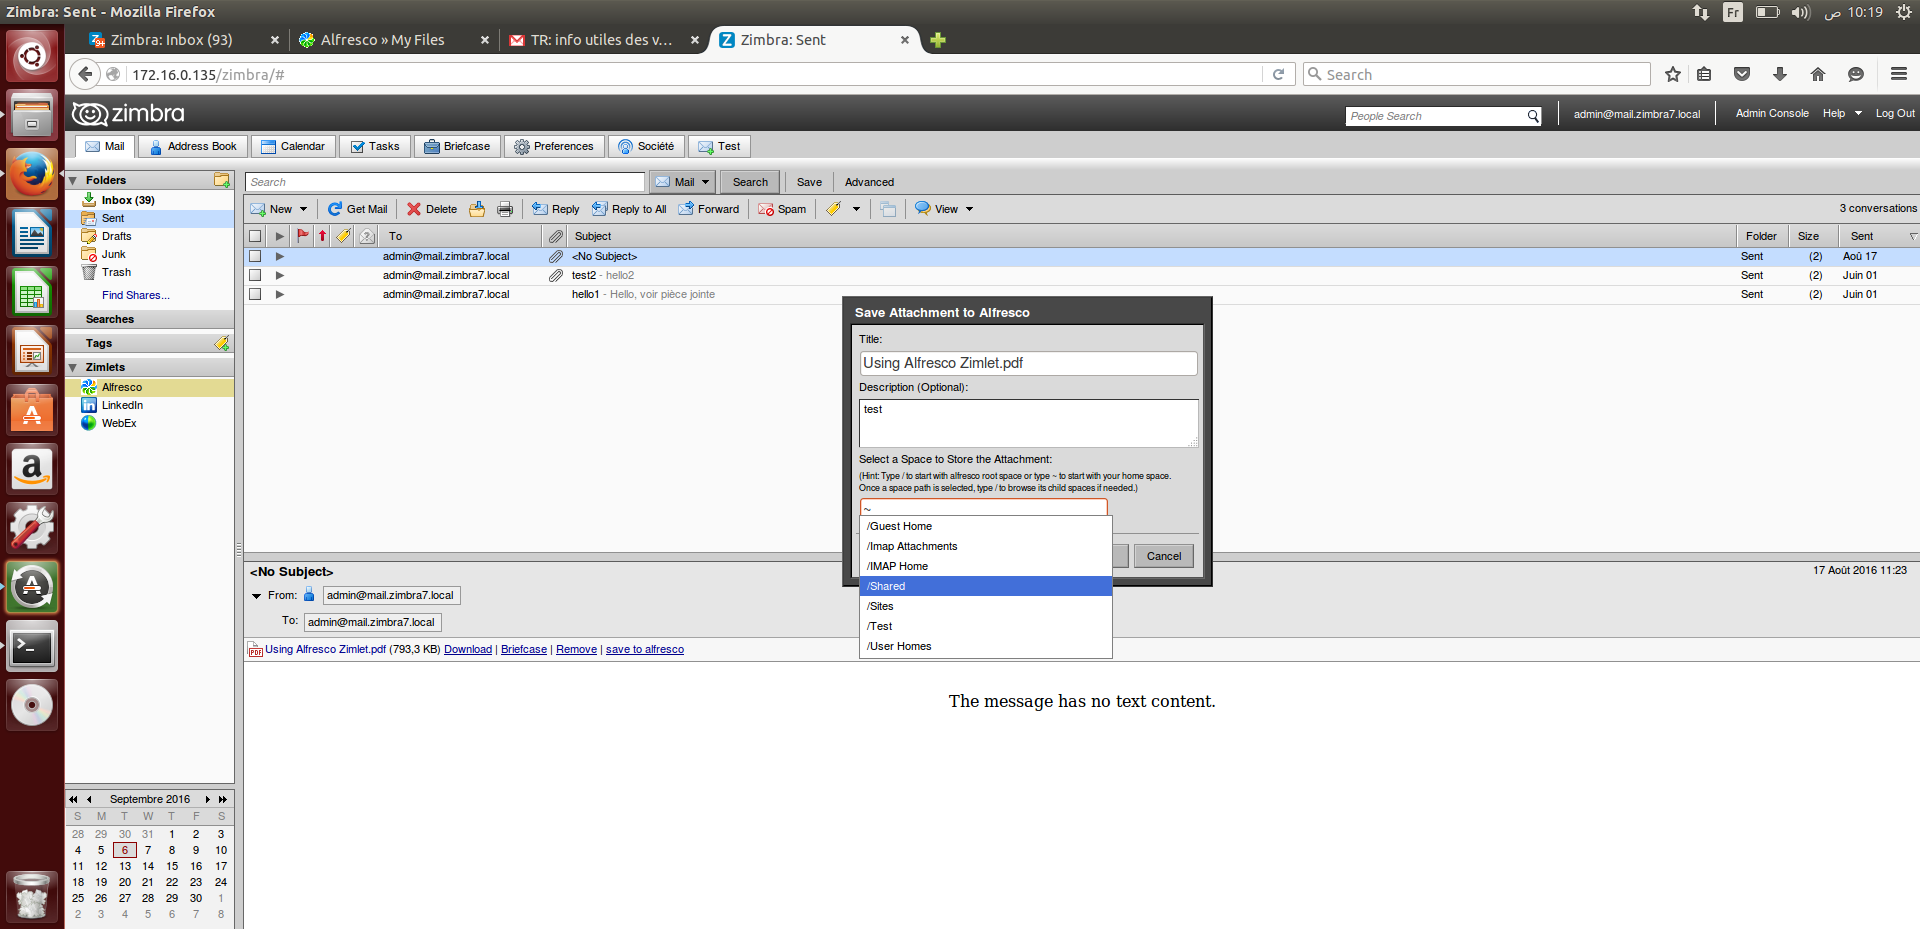 Zimbra: Sent - Mozilla Firefox
Fr
ص 10:19
Zimbra: Inbox (93)
Alfresco » My Files
TR: info utiles des v...
Zimbra: Sent
172.16.0.135/zimbra/#
Search
zimbra
People Search
admin@mail.zimbra7.local
Admin Console
Help
Log Out
Mail
Address Book
Calendar
Tasks
Briefcase
Preferences
Société
Test
Folders
Inbox (39)
Sent
Drafts
Junk
Trash
Find Shares...
Searches
Tags
Zimlets
Alfresco
LinkedIn
WebEx
Search
Mail
Search
Save
Advanced
New
Get Mail
Delete
Reply
Reply to All
Forward
Spam
View
3 conversations
To
Subject
Folder
Size
Sent
admin@mail.zimbra7.local <No Subject> Sent (2) Aoû 17
admin@mail.zimbra7.local test2 - hello2 Sent (2) Juin 01
admin@mail.zimbra7.local hello1 - Hello, voir pièce jointe Sent (2) Juin 01
Save Attachment to Alfresco
Title:
Using Alfresco Zimlet.pdf
Description (Optional):
test
Select a Space to Store the Attachment:
(Hint: Type / to start with alfresco root space or type ~ to start with your home space.
Once a space path is selected, type / to browse its child spaces if needed.)
~
/Guest Home
/Imap Attachments
/IMAP Home
/Shared
/Sites
/Test
/User Homes
Cancel
<No Subject>
17 Août 2016 11:23
From: admin@mail.zimbra7.local
To: admin@mail.zimbra7.local
Using Alfresco Zimlet.pdf (793,3 KB) Download | Briefcase | Remove | save to alfresco
The message has no text content.
Septembre 2016
S M T W T F S
28 29 30 31 1 2 3
4 5 6 7 8 9 10
11 12 13 14 15 16 17
18 19 20 21 22 23 24
25 26 27 28 29 30 1
2 3 4 5 6 7 8